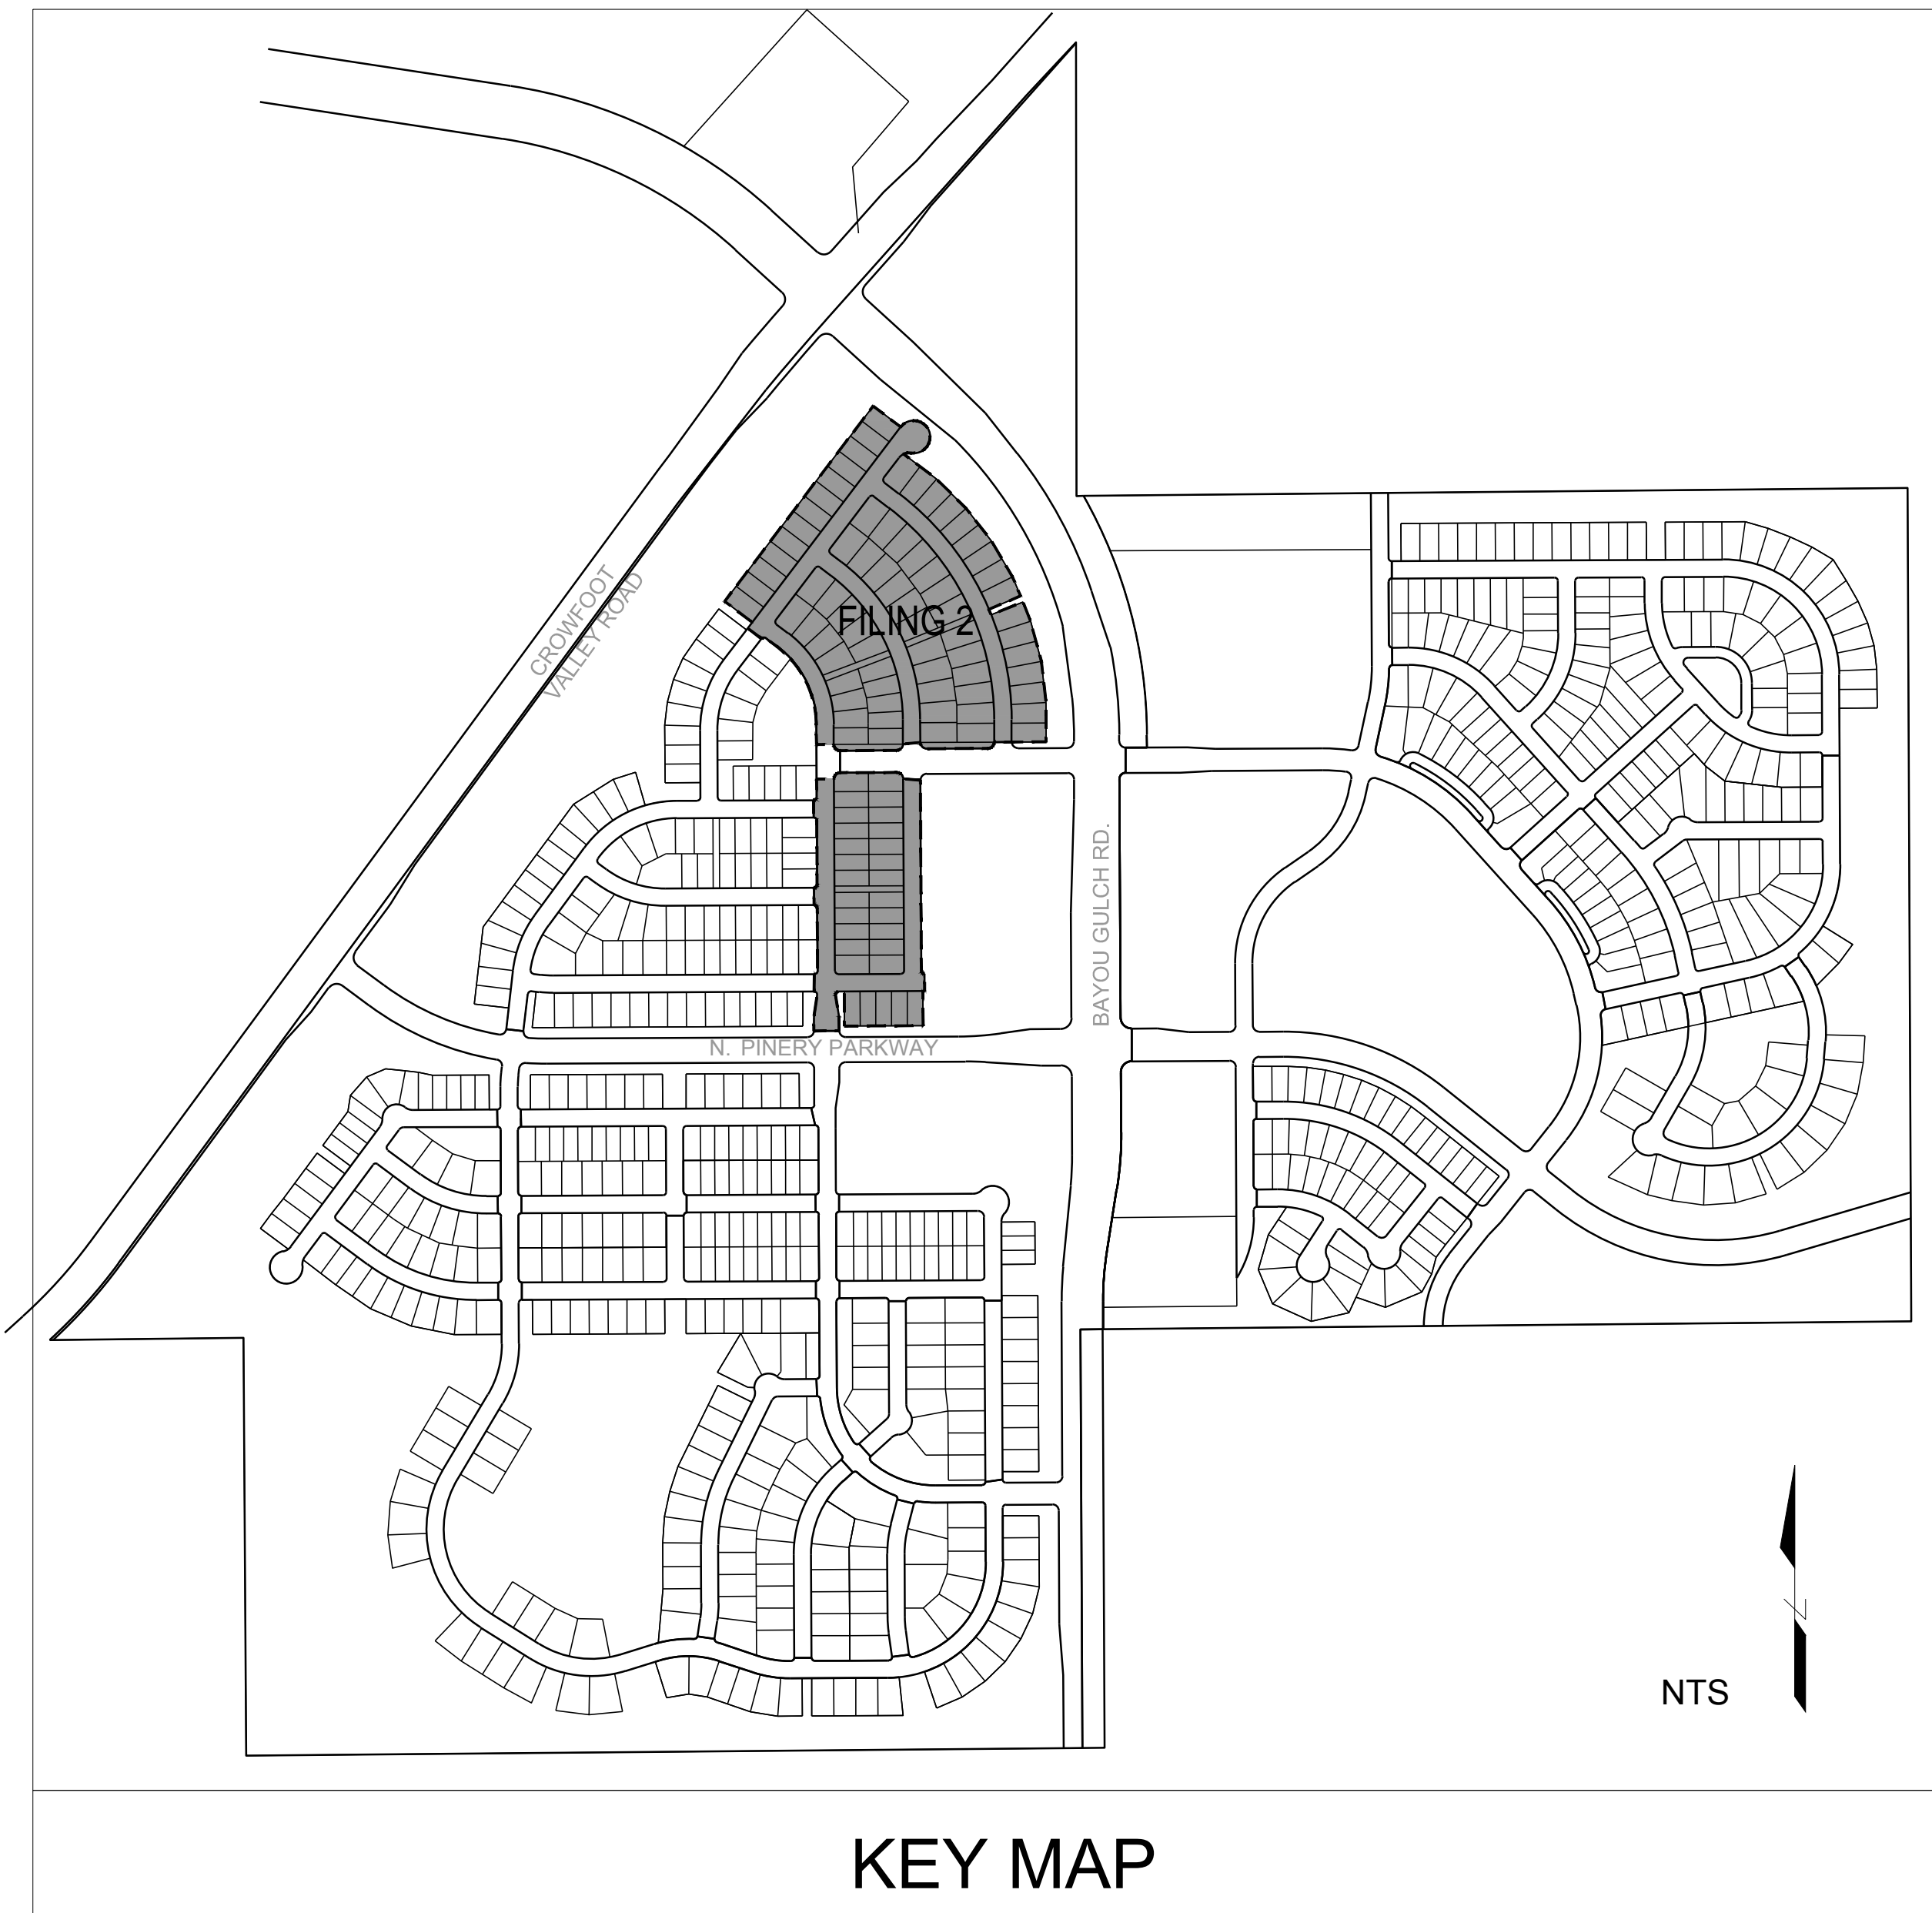 CROWFOOT
VALLEY ROAD
FILING 2
BAYOU GULCH RD.
N. PINERY PARKWAY
NTS
KEY MAP